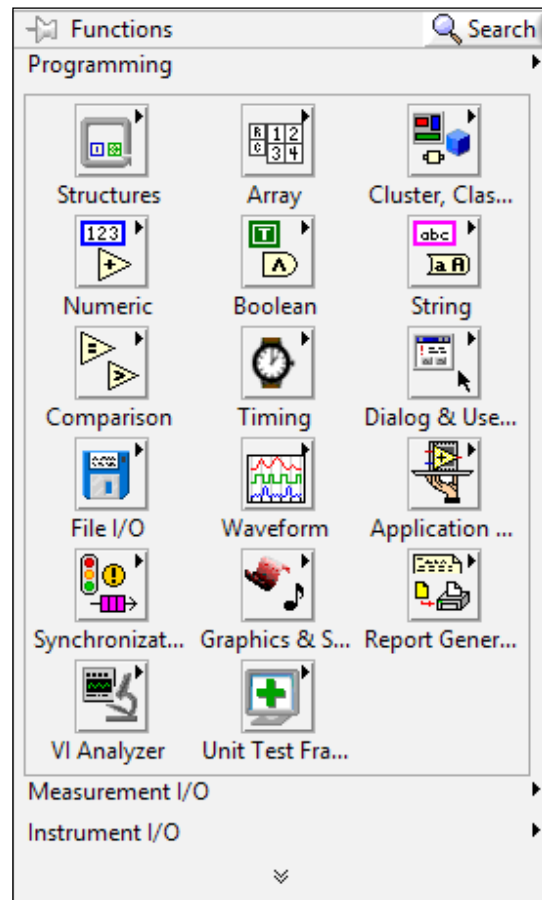 Functions Search
Programming
Structures Array Cluster, Clas...
123 abc
Numeric Boolean String
Comparison Timing Dialog & Use...
File I/O Waveform Application ...
Synchronizat... Graphics & S... Report Gener...
VI Analyzer Unit Test Fra...
Measurement I/O
Instrument I/O